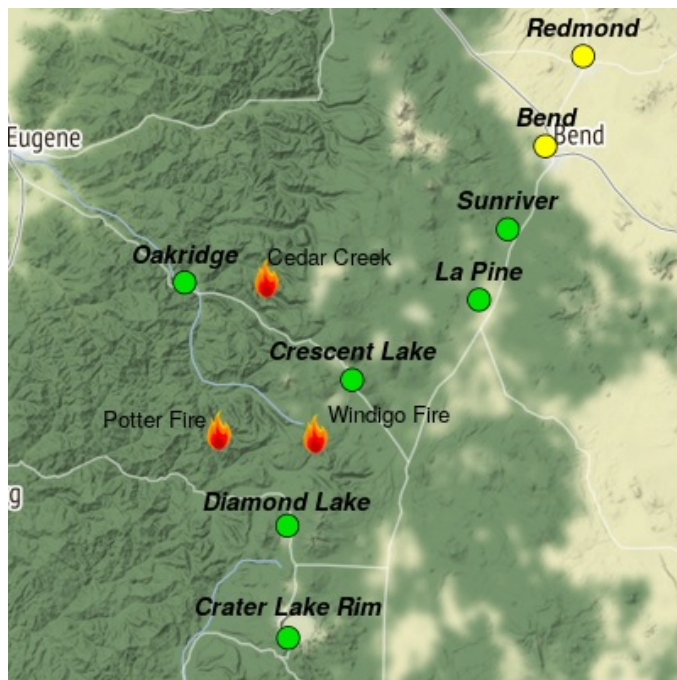 Redmond
Bend
Bend
Eugene
Sunriver
Oakridge
Cedar Creek
La Pine
Crescent Lake
Potter Fire
Windigo Fire
g
Diamond Lake
Crater Lake Rim